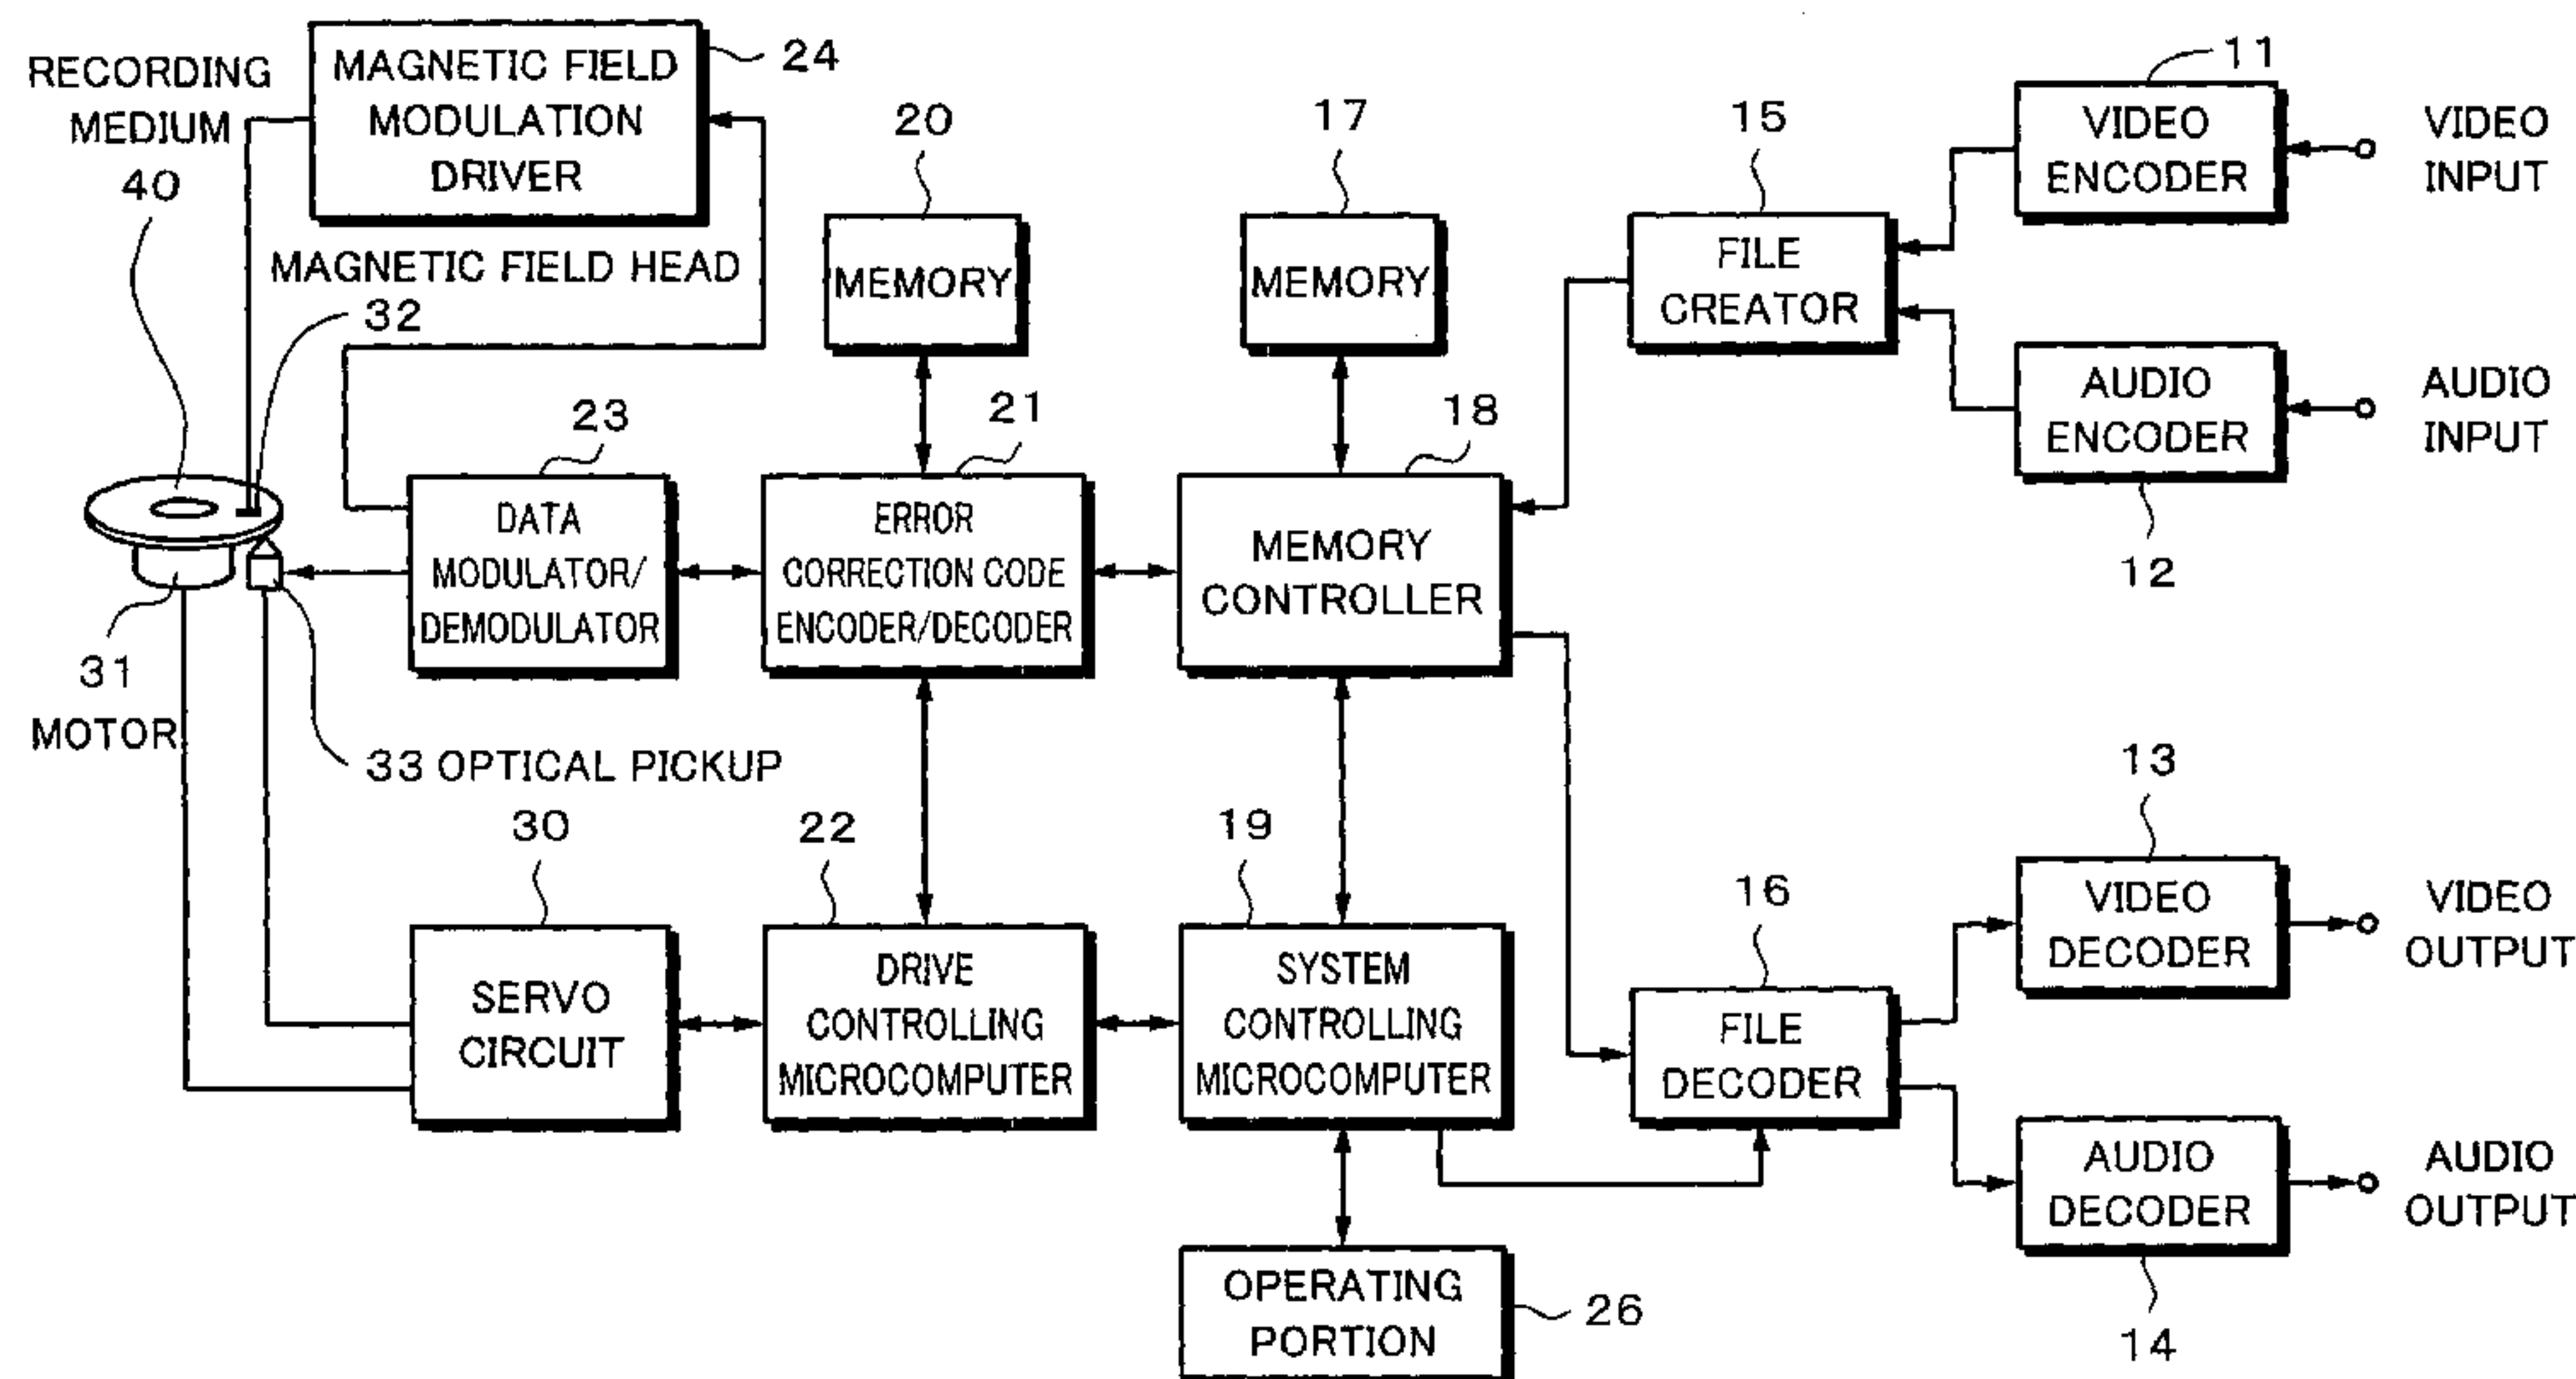 RECORDING
MEDIUM
40
MAGNETIC FIELD
MODULATION
DRIVER
24
MAGNETIC FIELD HEAD
32
20
MEMORY
17
MEMORY
15
FILE
CREATOR
11
VIDEO
ENCODER
VIDEO
INPUT
AUDIO
ENCODER
AUDIO
INPUT
12
23
DATA
MODULATOR/
DEMODULATOR
21
ERROR
CORRECTION CODE
ENCODER/DECODER
18
MEMORY
CONTROLLER
31
MOTOR
33 OPTICAL PICKUP
30
SERVO
CIRCUIT
22
DRIVE
CONTROLLING
MICROCOMPUTER
19
SYSTEM
CONTROLLING
MICROCOMPUTER
16
FILE
DECODER
13
VIDEO
DECODER
VIDEO
OUTPUT
AUDIO
DECODER
AUDIO
OUTPUT
14
OPERATING
PORTION
26